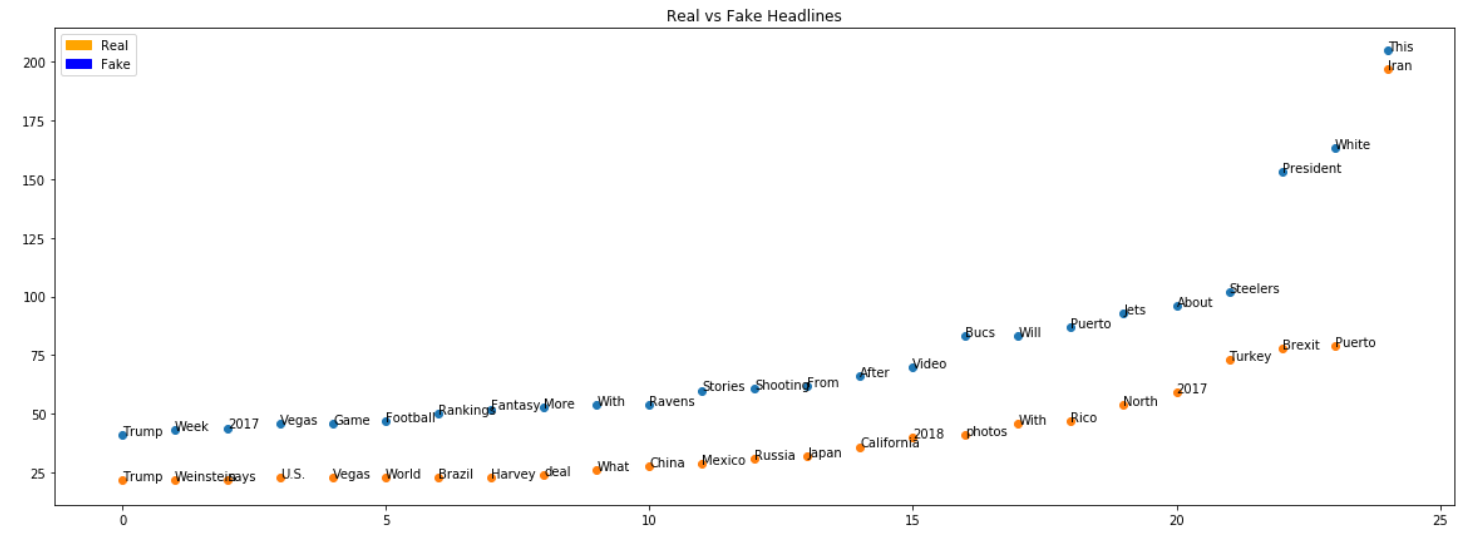 Real vs Fake Headlines
Real
Fake
200
175
150
125
100
75
50
25
This
Iran
White
President
Steelers
About
Jets
Puerto
Will
Bucs
Video
After
From
Shooting
Stories
Ravens
With
More
Fantasy
Rankings
Football
Game
Vegas
2017
Week
Trump
Puerto
Brexit
Turkey
2017
North
Rico
With
photos
2018
California
Japan
Russia
Mexico
China
What
deal
Harvey
Brazil
World
Vegas
U.S.
says
Weinstein
Trump
0
5
10
15
20
25